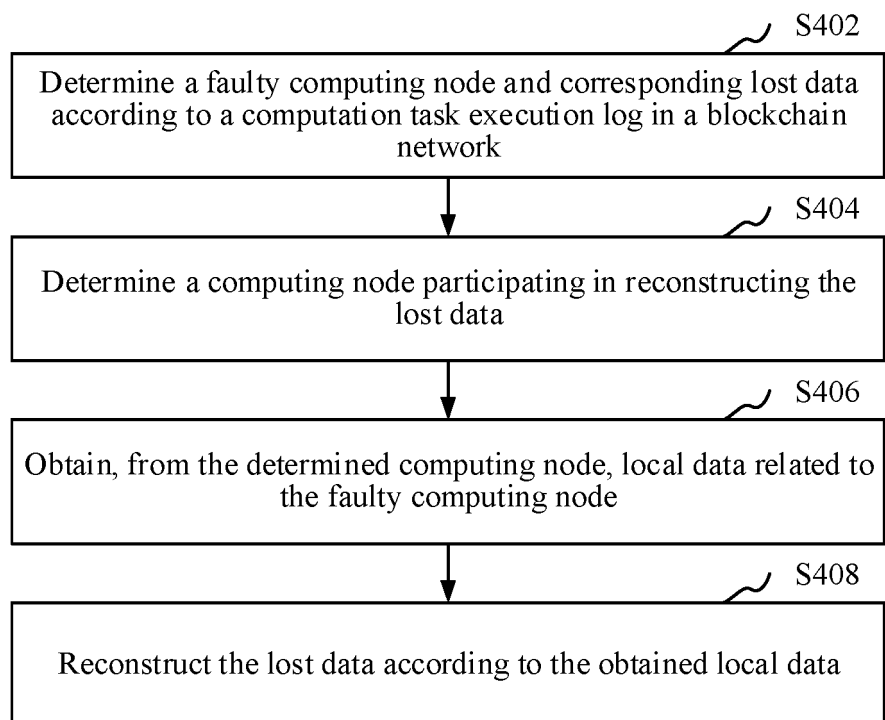 S402
Determine a faulty computing node and corresponding lost data
according to a computation task execution log in a blockchain
network
S404
Determine a computing node participating in reconstructing the
lost data
S406
Obtain, from the determined computing node, local data related to
the faulty computing node
S408
Reconstruct the lost data according to the obtained local data